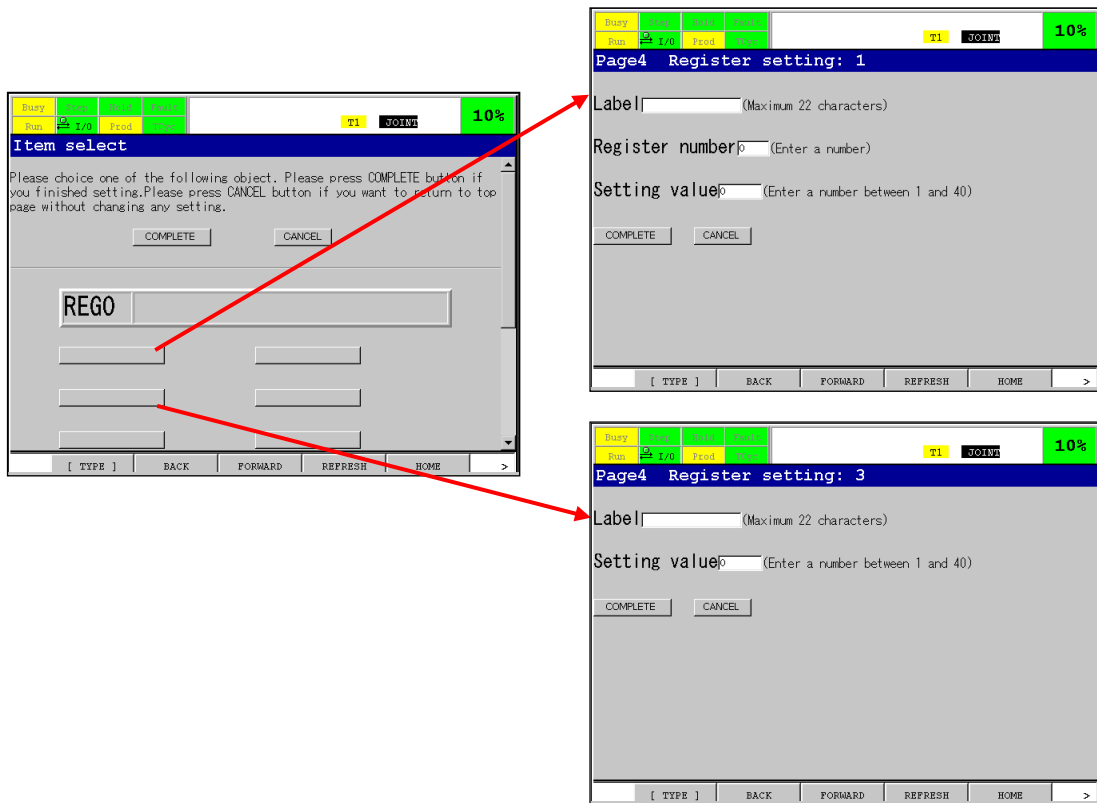 Busy Step Hold Fault
Run I/O Prod TCyc
T1 JOINT
10%
Item select
Please choice one of the following object. Please press COMPLETE button if
you finished setting.Please press CANCEL button if you want to return to top
page without changing any setting.
COMPLETE CANCEL
REGO
[ TYPE ] BACK FORWARD REFRESH HOME >
Busy Step Hold Fault
Run I/O Prod TCyc
T1 JOINT
10%
Page4 Register setting: 1
Label (Maximum 22 characters)
Register number 0 (Enter a number)
Setting value 0 (Enter a number between 1 and 40)
COMPLETE CANCEL
[ TYPE ] BACK FORWARD REFRESH HOME >
Busy Step Hold Fault
Run I/O Prod TCyc
T1 JOINT
10%
Page4 Register setting: 3
Label (Maximum 22 characters)
Setting value 0 (Enter a number between 1 and 40)
COMPLETE CANCEL
[ TYPE ] BACK FORWARD REFRESH HOME >